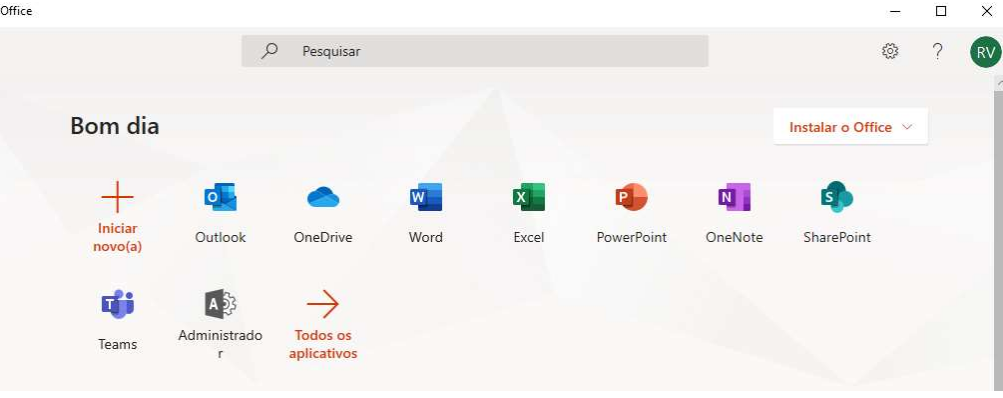 Office
Pesquisar
?
RV
Bom dia
Instalar o Office
Iniciar
novo(a)
O
Outlook
OneDrive
W
Word
X
Excel
P
PowerPoint
N
OneNote
S
SharePoint
T
Teams
A
Administrado
r
Todos os
aplicativos